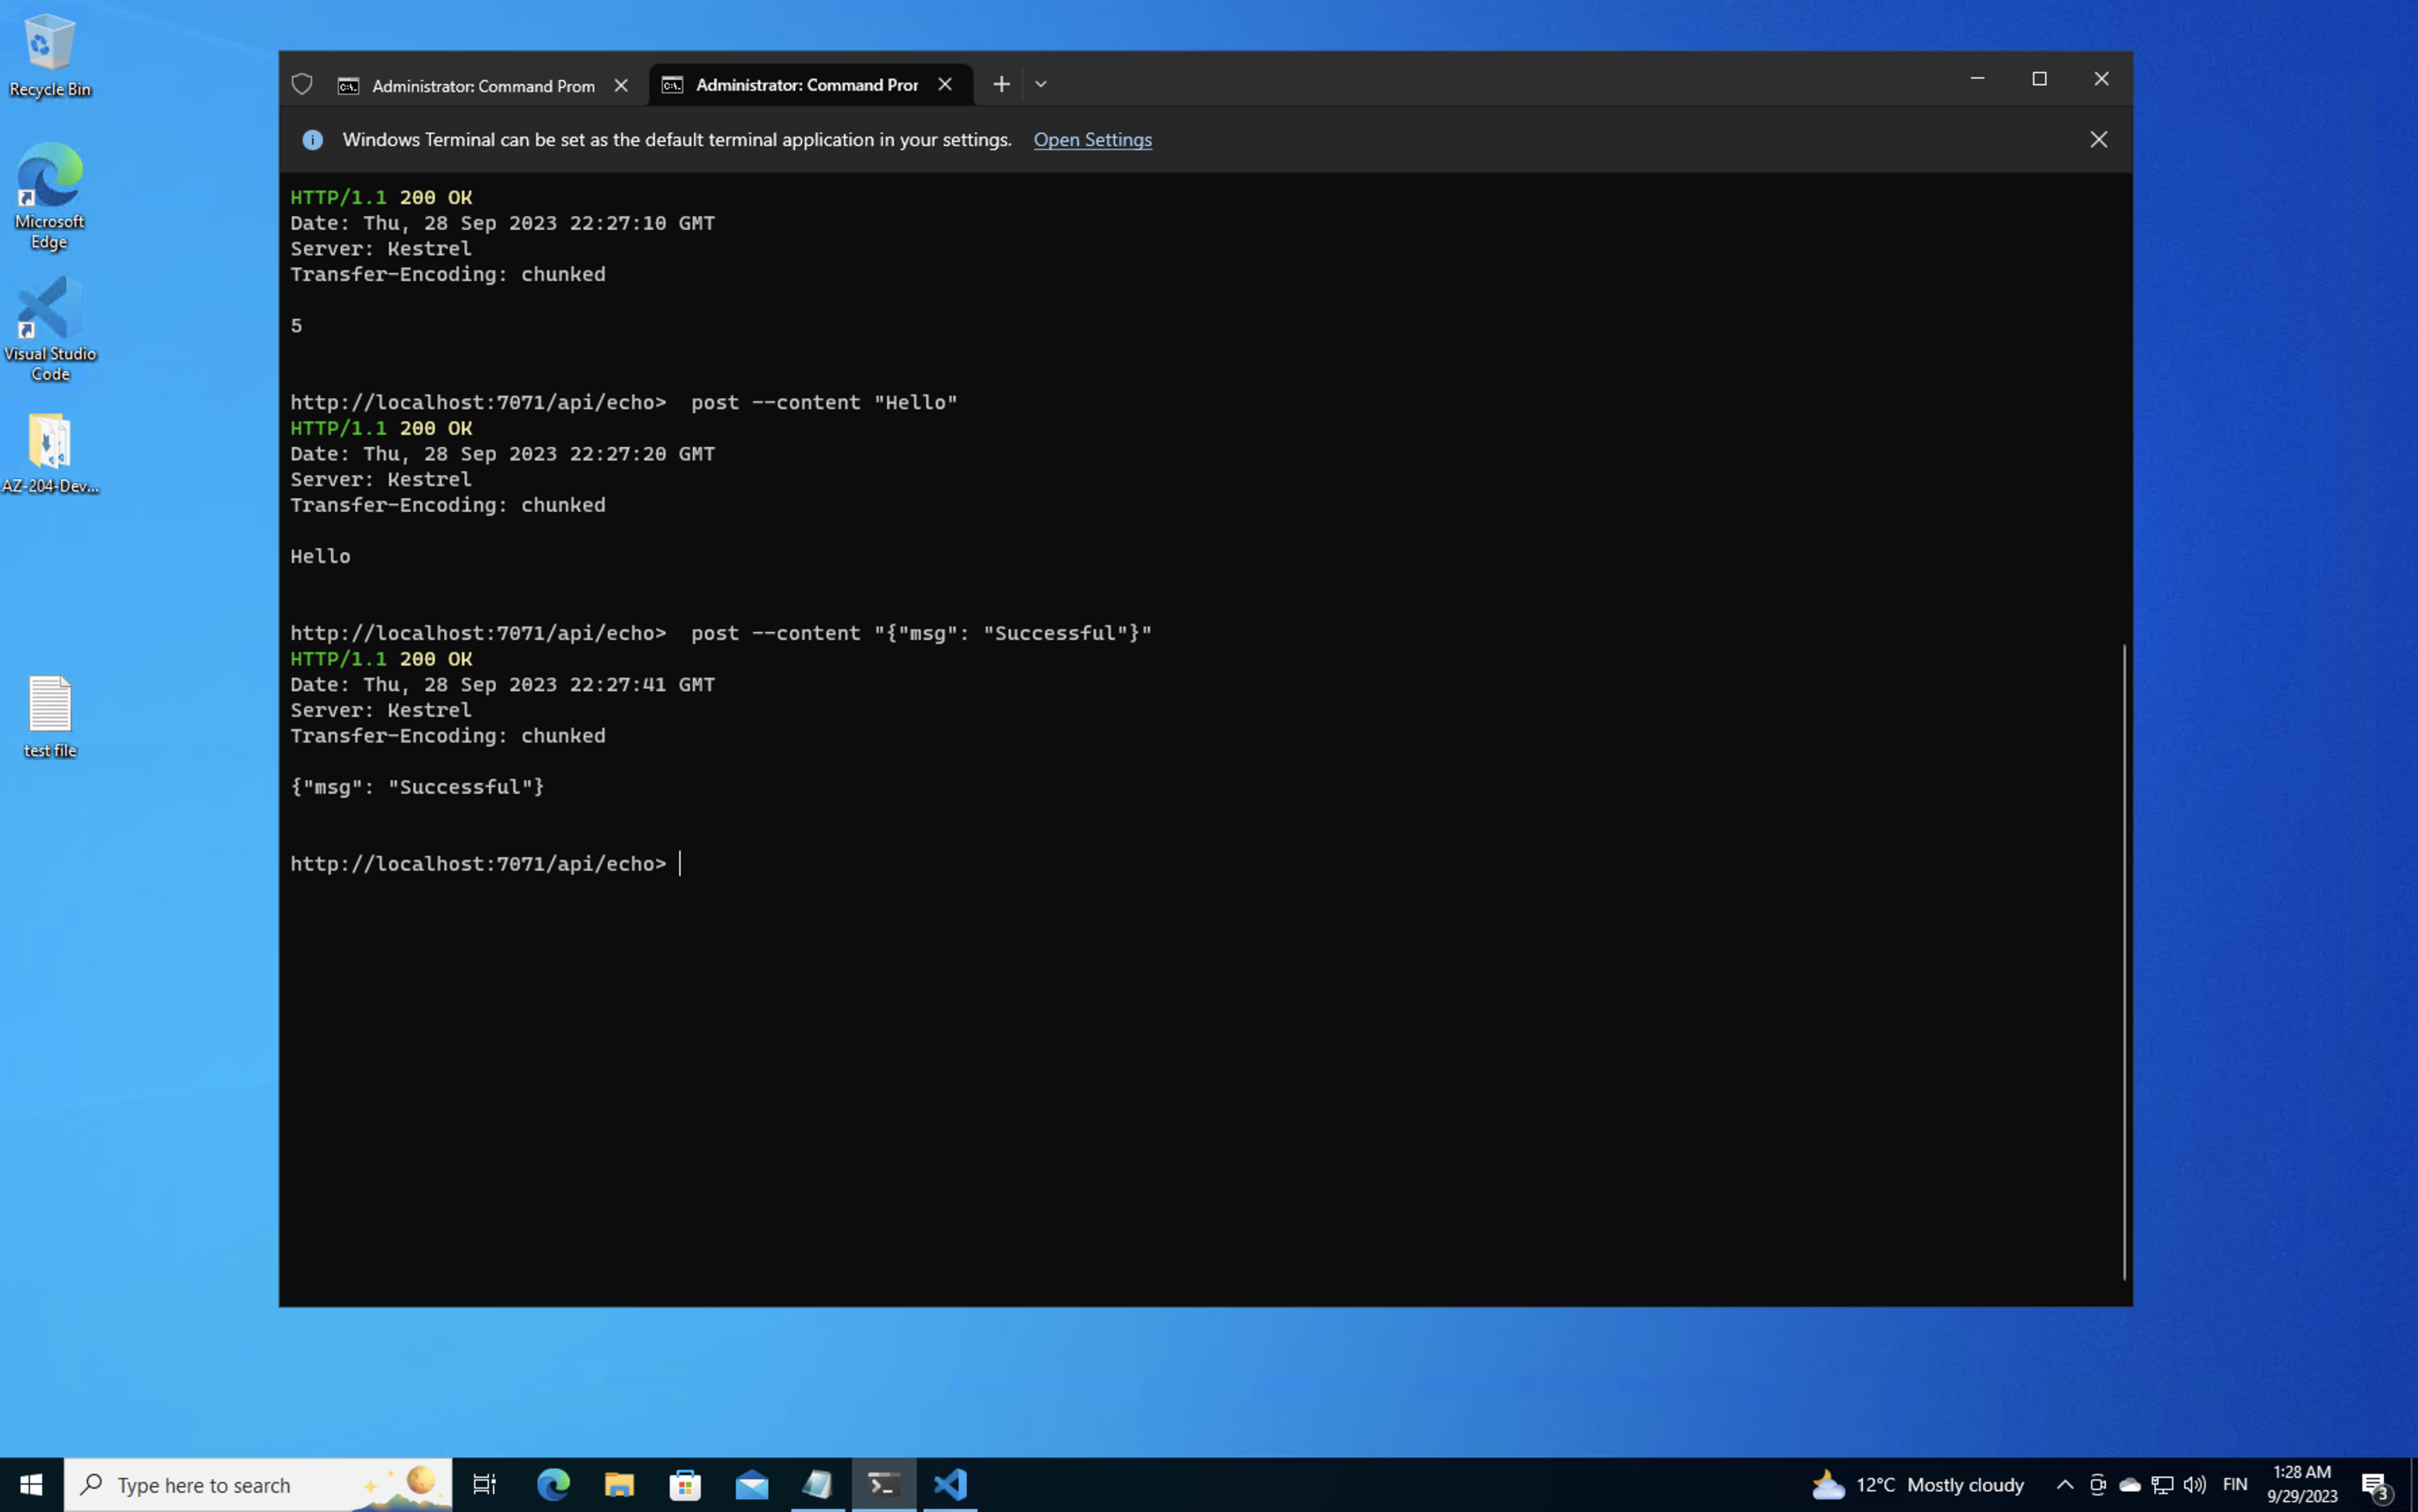 Recycle Bin
Microsoft
Edge
Visual Studio
Code
AZ-204-Dev...
test file
Administrator: Command Prom
Administrator: Command Pror
Windows Terminal can be set as the default terminal application in your settings. Open Settings
HTTP/1.1 200 OK
Date: Thu, 28 Sep 2023 22:27:10 GMT
Server: Kestrel
Transfer-Encoding: chunked
5
http://localhost:7071/api/echo>  post --content "Hello"
HTTP/1.1 200 OK
Date: Thu, 28 Sep 2023 22:27:20 GMT
Server: Kestrel
Transfer-Encoding: chunked
Hello
http://localhost:7071/api/echo>  post --content "{"msg": "Successful"}"
HTTP/1.1 200 OK
Date: Thu, 28 Sep 2023 22:27:41 GMT
Server: Kestrel
Transfer-Encoding: chunked
{"msg": "Successful"}
http://localhost:7071/api/echo>
Type here to search
12°C Mostly cloudy
FIN
1:28 AM
9/29/2023
3